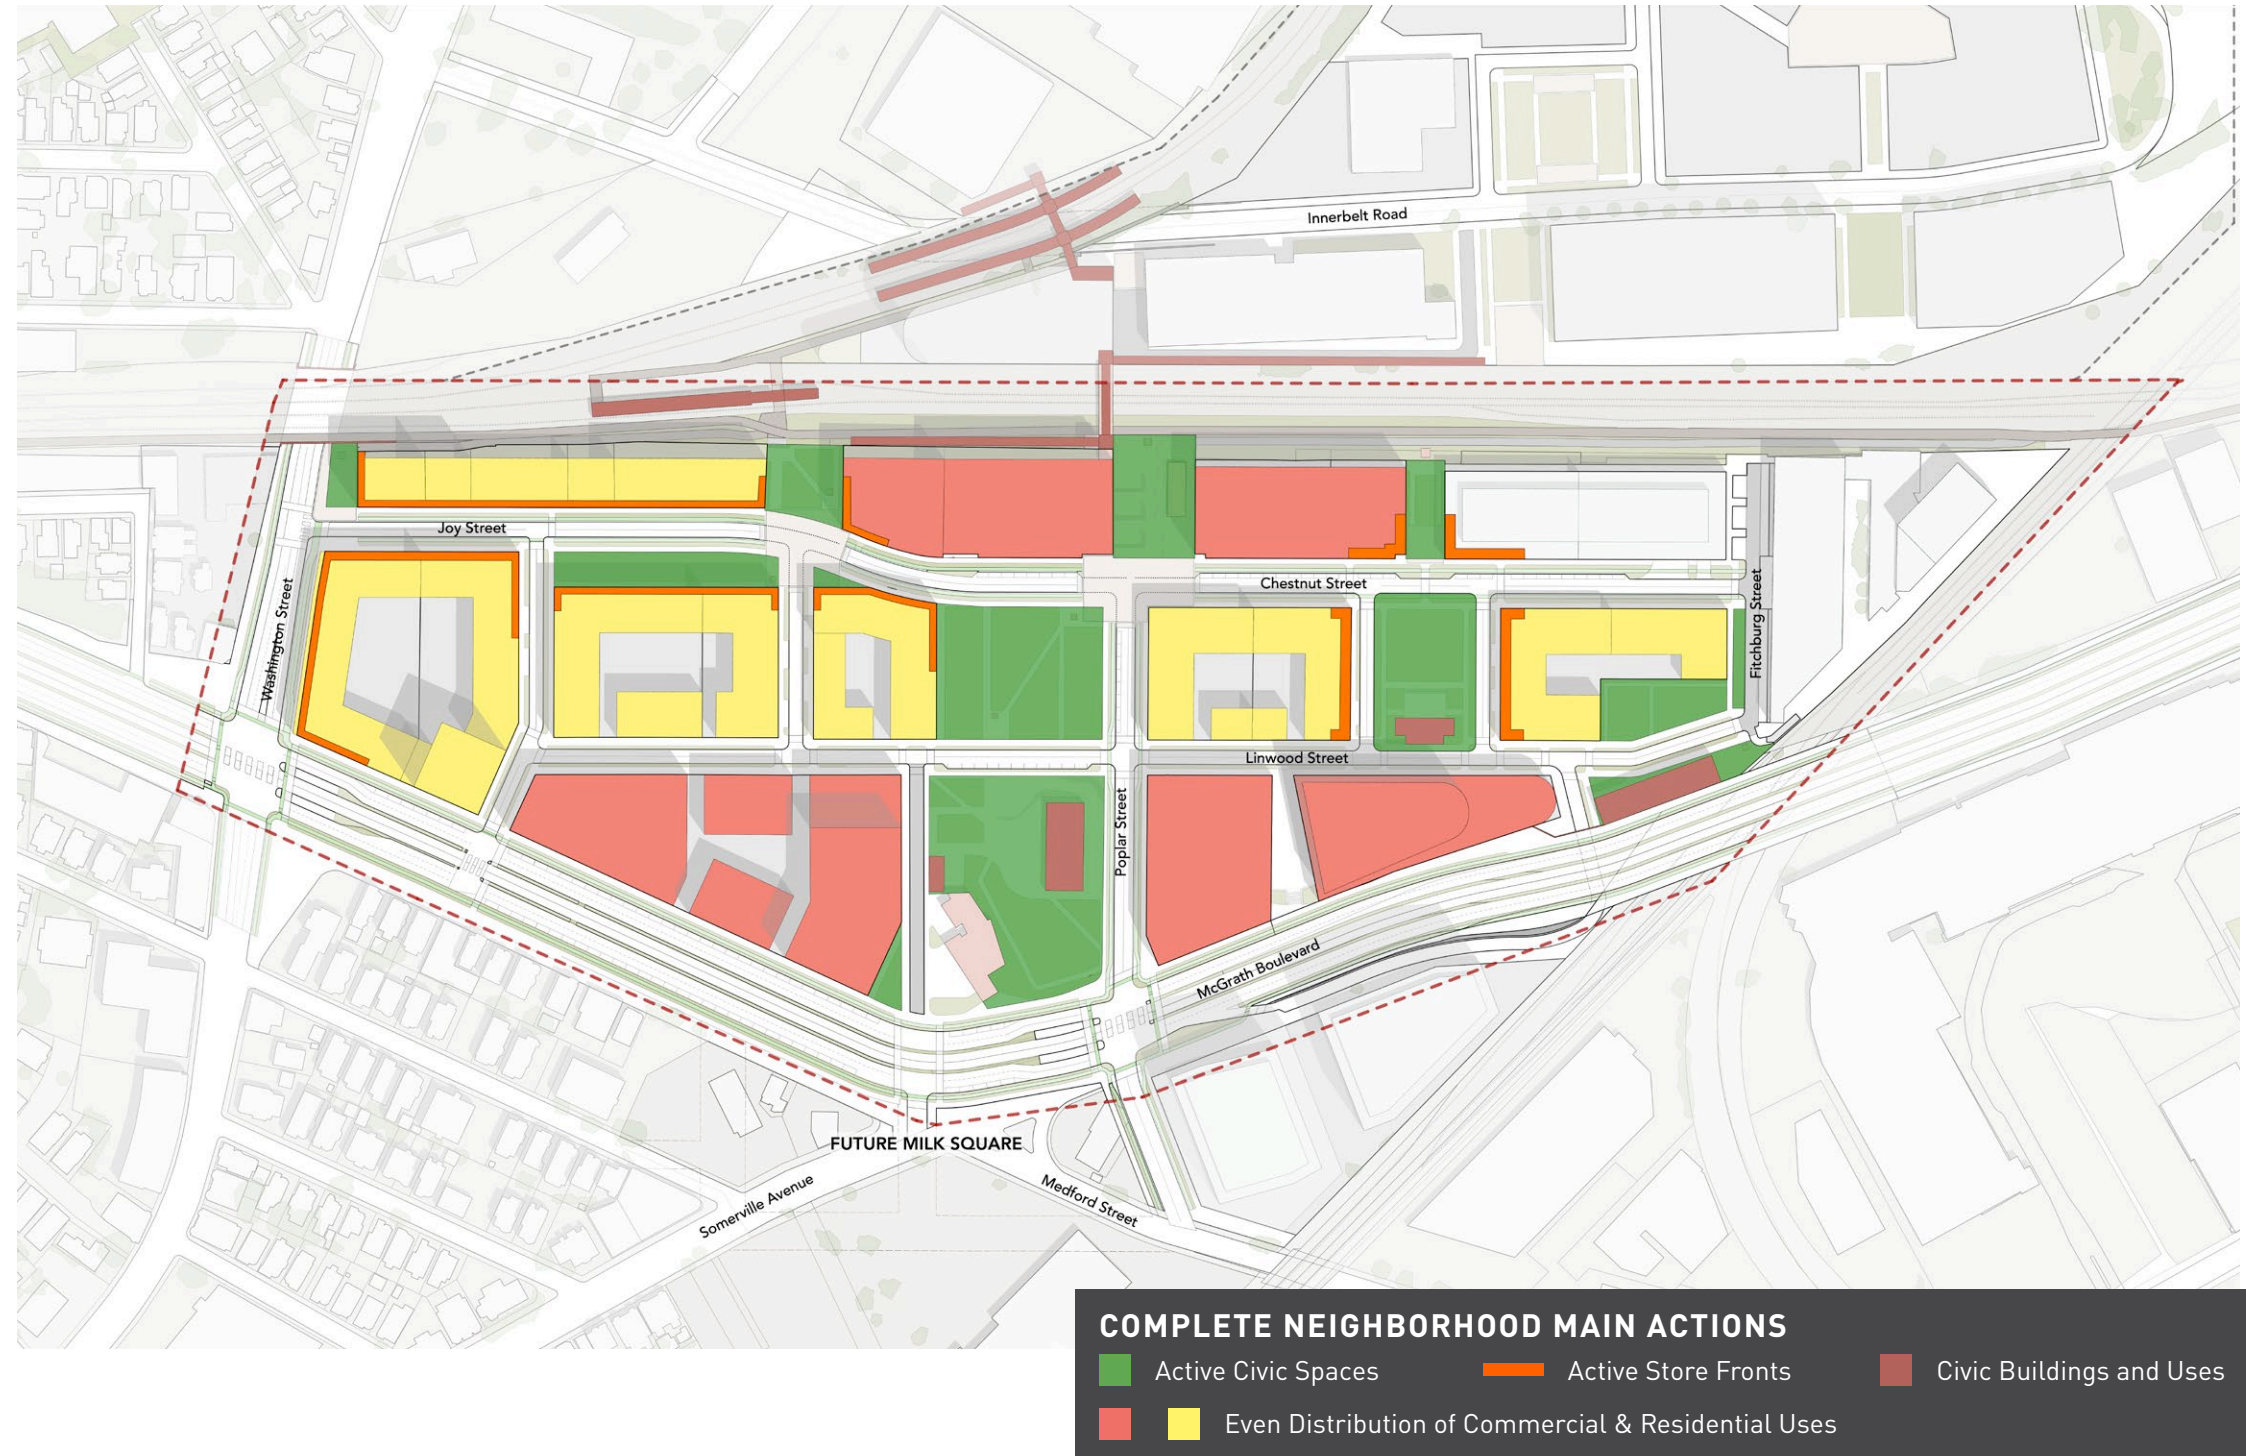 Innerbelt Road
Joy Street
Chestnut Street
Washington Street
Fitchburg Street
Linwood Street
Poplar Street
McGrath Boulevard
FUTURE MILK SQUARE
Somerville Avenue
Medford Street
COMPLETE NEIGHBORHOOD MAIN ACTIONS
Active Civic Spaces
Active Store Fronts
Civic Buildings and Uses
Even Distribution of Commercial & Residential Uses